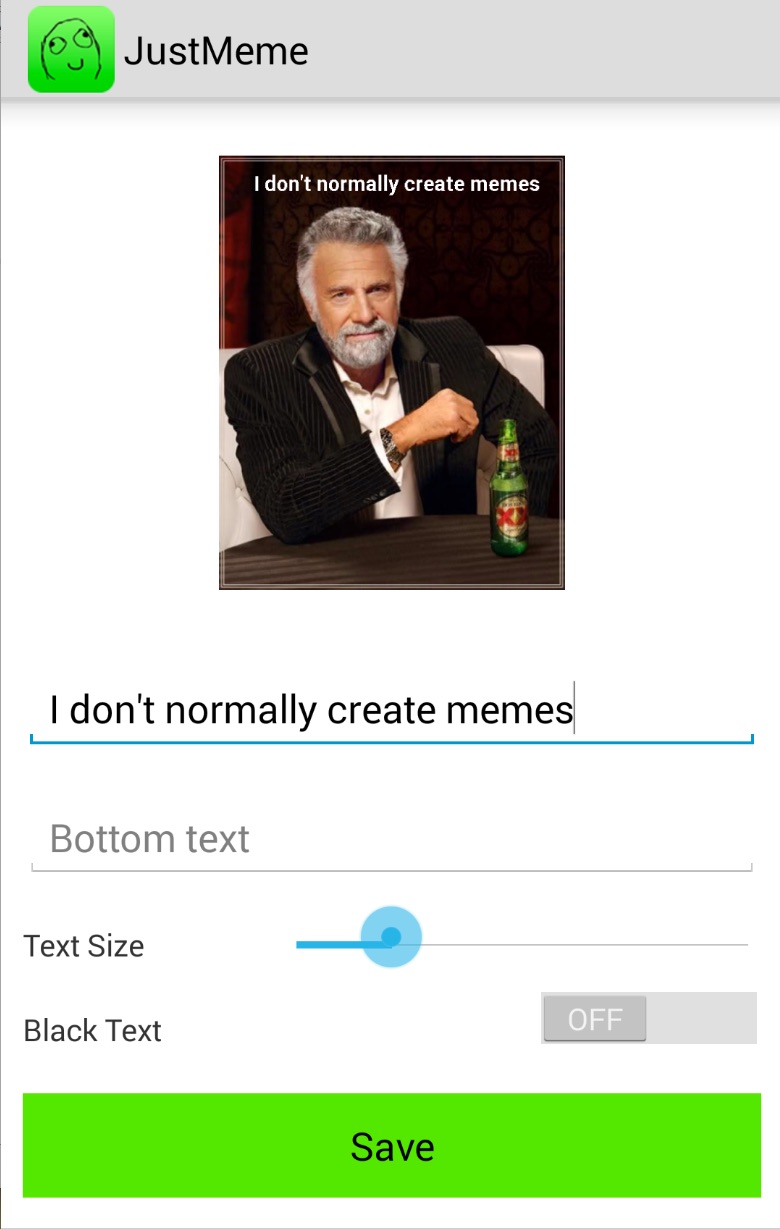 JustMeme
I don't normally create memes
XX
I don't normally create memes
Bottom text
Text Size
Black Text
OFF
Save